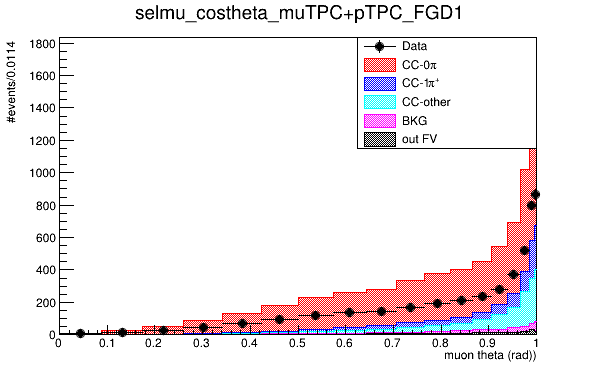 selmu_costheta_muTPC+pTPC_FGD1
#events/0.0114
1800
1600
1400
1200
1000
800
600
400
200
0
Data
CC-0π
CC-1π⁺
CC-other
BKG
out FV
0 0.1 0.2 0.3 0.4 0.5 0.6 0.7 0.8 0.9 1
muon theta (rad))